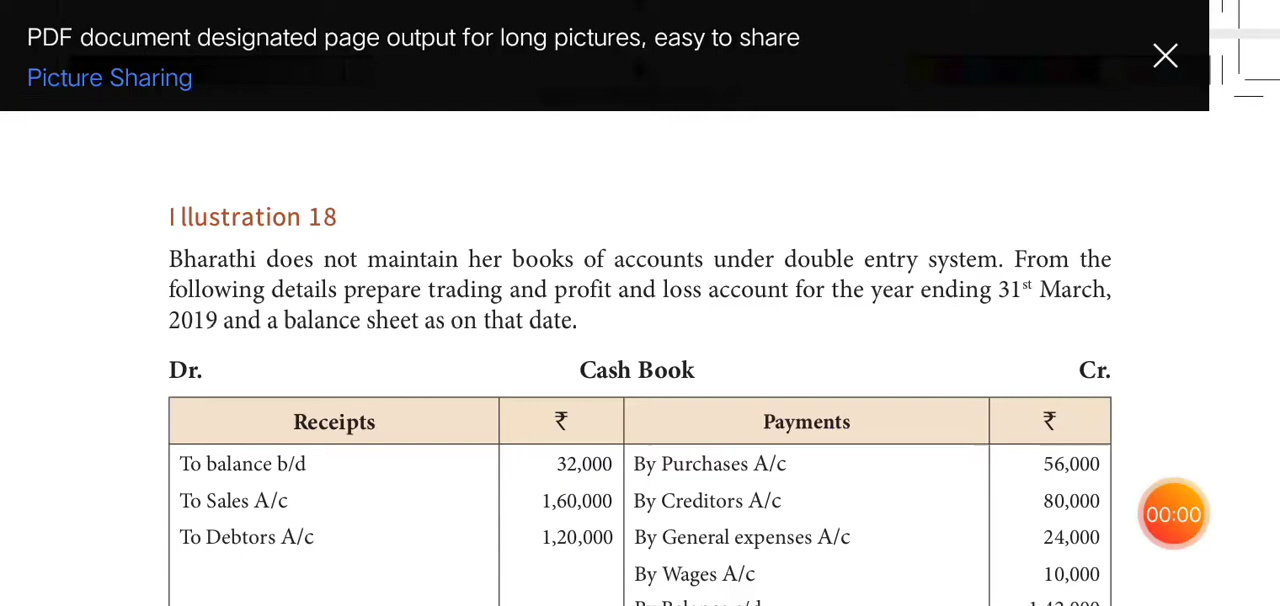 PDF document designated page output for long pictures, easy to share
Picture Sharing
Illustration 18
Bharathi does not maintain her books of accounts under double entry system. From the
following details prepare trading and profit and loss account for the year ending 31st March,
2019 and a balance sheet as on that date.
Dr. Cash Book Cr.
Receipts ₹ Payments ₹
To balance b/d 32,000 By Purchases A/c 56,000
To Sales A/c 1,60,000 By Creditors A/c 80,000
To Debtors A/c 1,20,000 By General expenses A/c 24,000
00:00
By Wages A/c 10,000